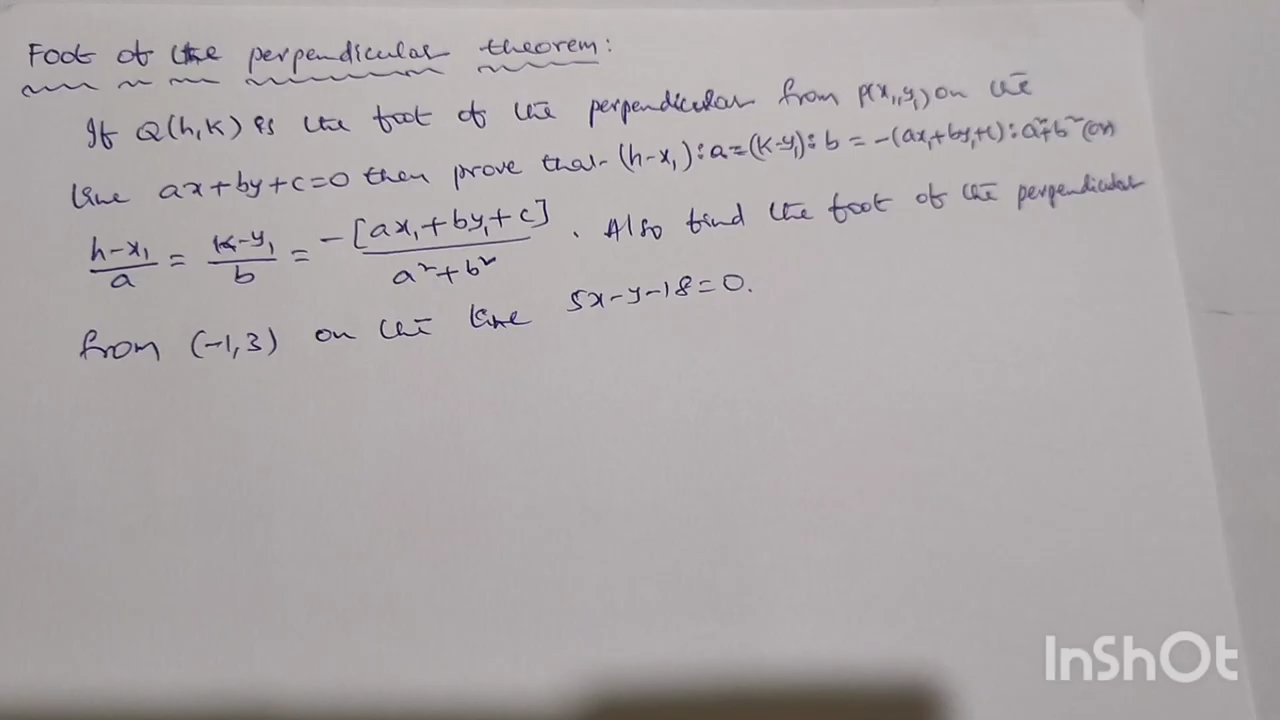 Foot of the perpendicular theorem:
If Q(h,K) is the foot of the perpendicular from P(x₁,y₁) on the
line ax+by+c=0 then prove that (h-x₁):a=(K-y₁):b = -(ax₁+by₁+c):a²+b² (or)
h-x₁/a = K-y₁/b = -[ax₁+by₁+c]/a²+b². Also find the foot of the perpendicular
from (-1,3) on the line 5x-y-18=0.
InShOt